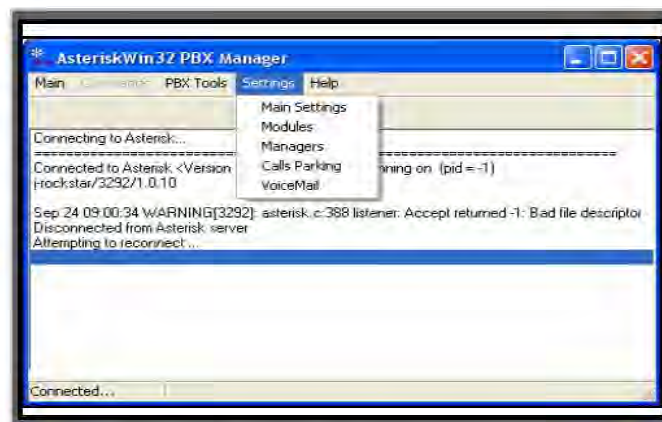 AsteriskWin32 PBX Manager
Main PBX Tools Settings Help
Main Settings
Modules
Managers
Calls Parking
VoiceMail
Connecting to Asterisk...
Connected to Asterisk <Version nning on (pid = -1)
j-rockstar/3292/1.0.10
Sep 24 09:00:34 WARNING[3292]: asterisk.c:388 listener: Accept returned -1: Bad file descriptor
Disconnected from Asterisk server
Attempting to reconnect ...
Connected...